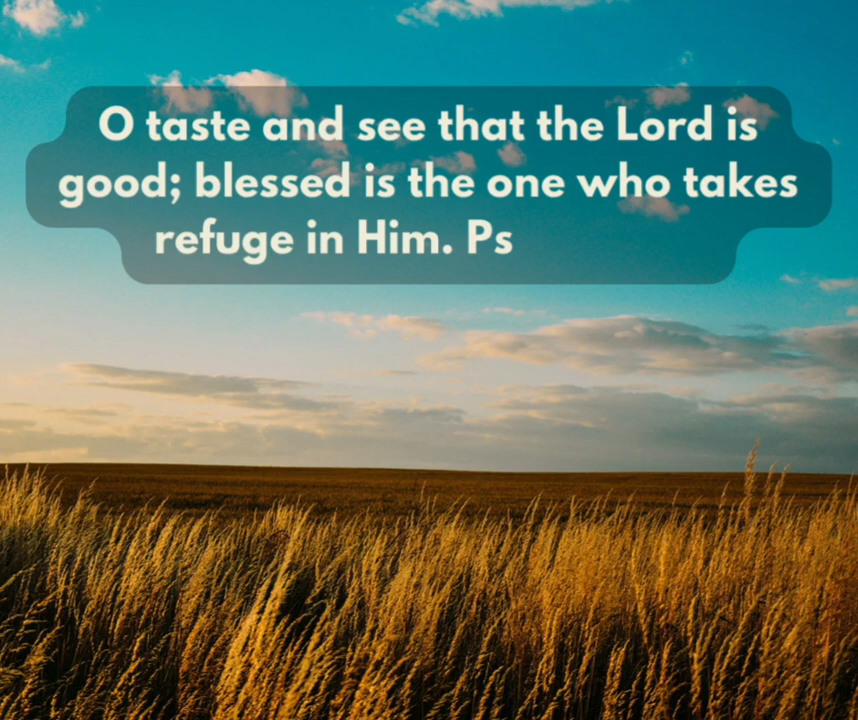 O taste and see that the Lord is
good; blessed is the one who takes
refuge in Him. Ps